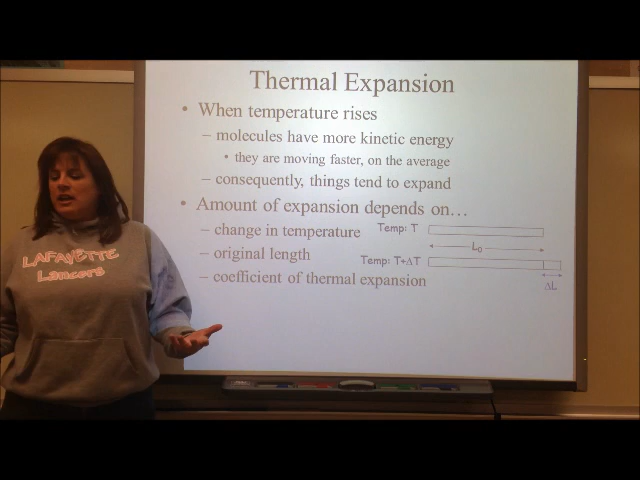 Thermal Expansion
• When temperature rises
– molecules have more kinetic energy
• they are moving faster, on the average
– consequently, things tend to expand
• Amount of expansion depends on…
– change in temperature
– original length
– coefficient of thermal expansion
Temp: T
L0
Temp: T+ΔT
ΔL
LAFAYETTE
Lancers